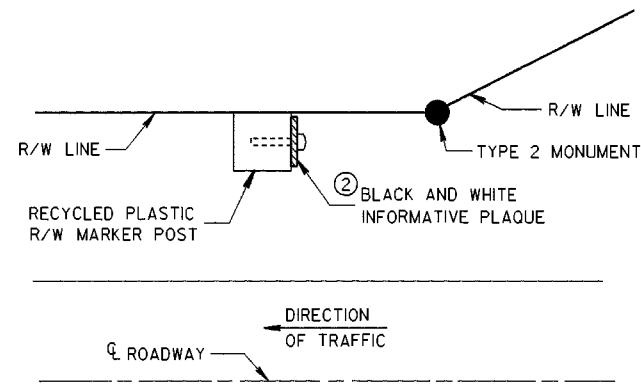 R/W LINE
R/W LINE
TYPE 2 MONUMENT
② BLACK AND WHITE
INFORMATIVE PLAQUE
RECYCLED PLASTIC
R/W MARKER POST
DIRECTION
OF TRAFFIC
℄ ROADWAY